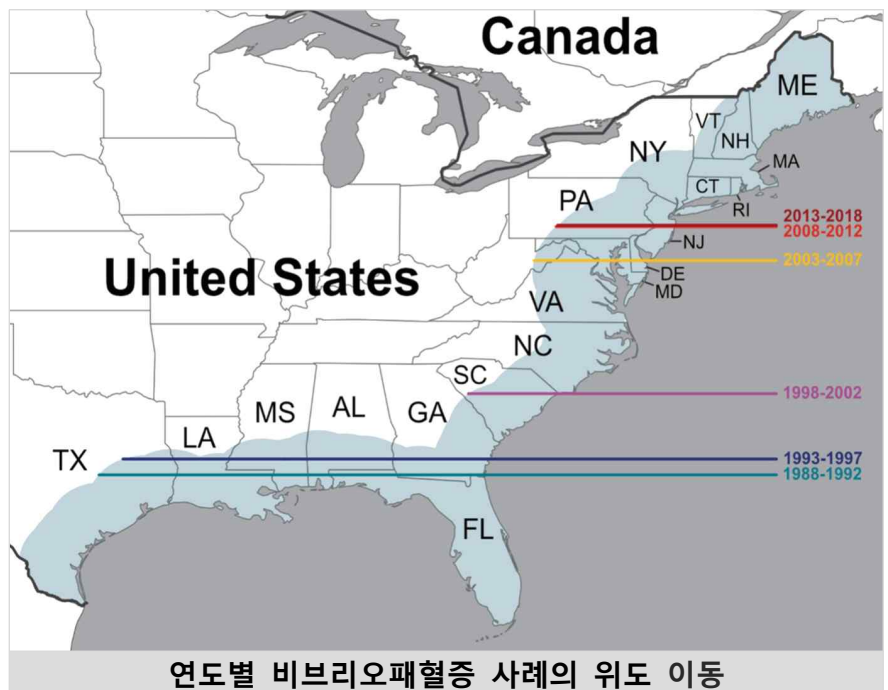 Canada
ME
VT
NH
NY
MA
CT
RI
PA
2013-2018
2008-2012
NJ
2003-2007
United States
DE
MD
VA
NC
SC
1998-2002
MS
AL
GA
LA
TX
1993-1997
1988-1992
FL
연도별 비브리오패혈증 사례의 위도 이동